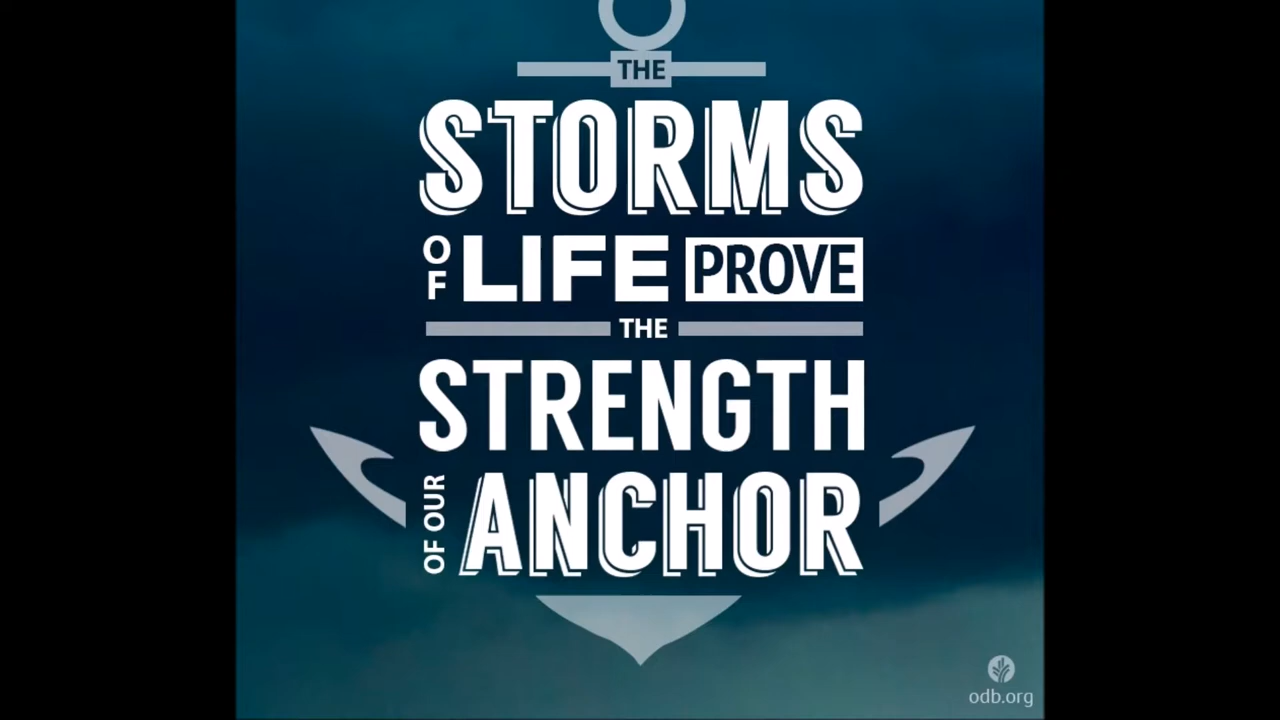 THE
STORMS
OF LIFE PROVE
THE
STRENGTH
OF OUR ANCHOR
odb.org